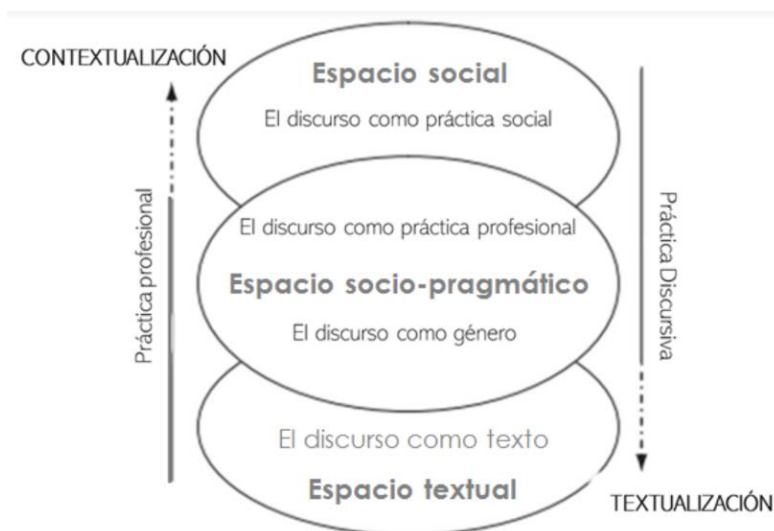 CONTEXTUALIZACIÓN
Espacio social
El discurso como práctica social
Práctica profesional
El discurso como práctica profesional
Espacio socio-pragmático
El discurso como género
Práctica Discursiva
El discurso como texto
Espacio textual
TEXTUALIZACIÓN